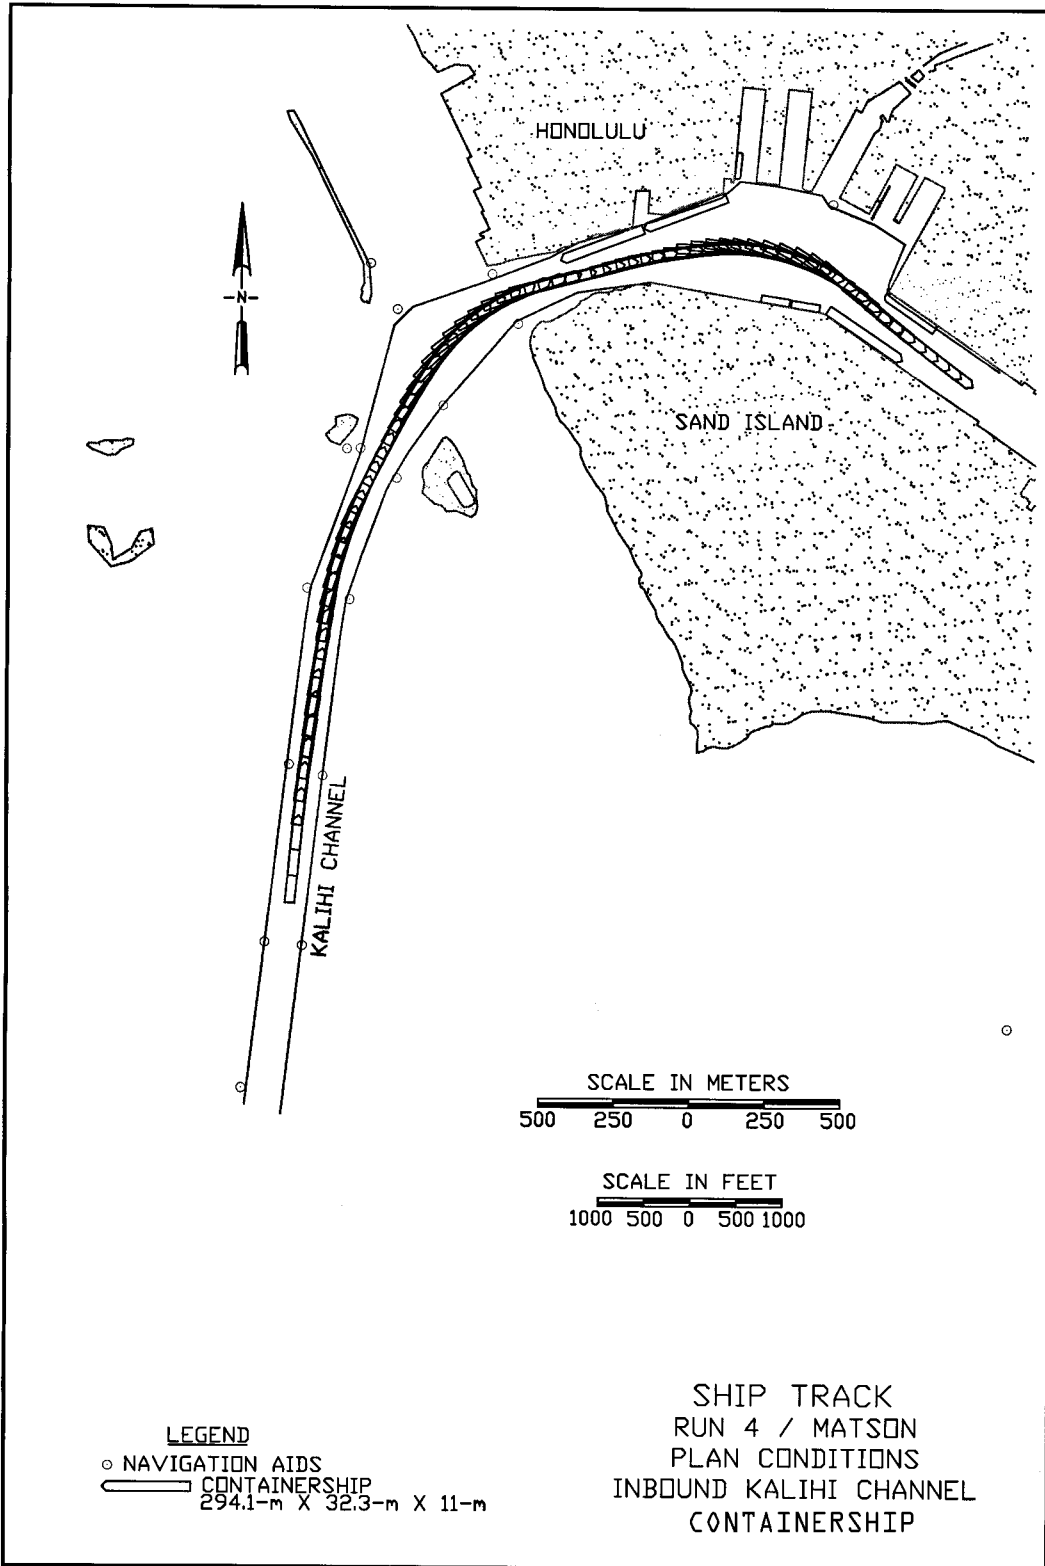 HONOLULU
-N-
SAND ISLAND
KALIHI CHANNEL
SCALE IN METERS
500 250 0 250 500
SCALE IN FEET
1000 500 0 500 1000
SHIP TRACK
RUN 4 / MATSON
PLAN CONDITIONS
INBOUND KALIHI CHANNEL
CONTAINERSHIP
LEGEND
NAVIGATION AIDS
CONTAINERSHIP
294.1-m X 32.3-m X 11-m